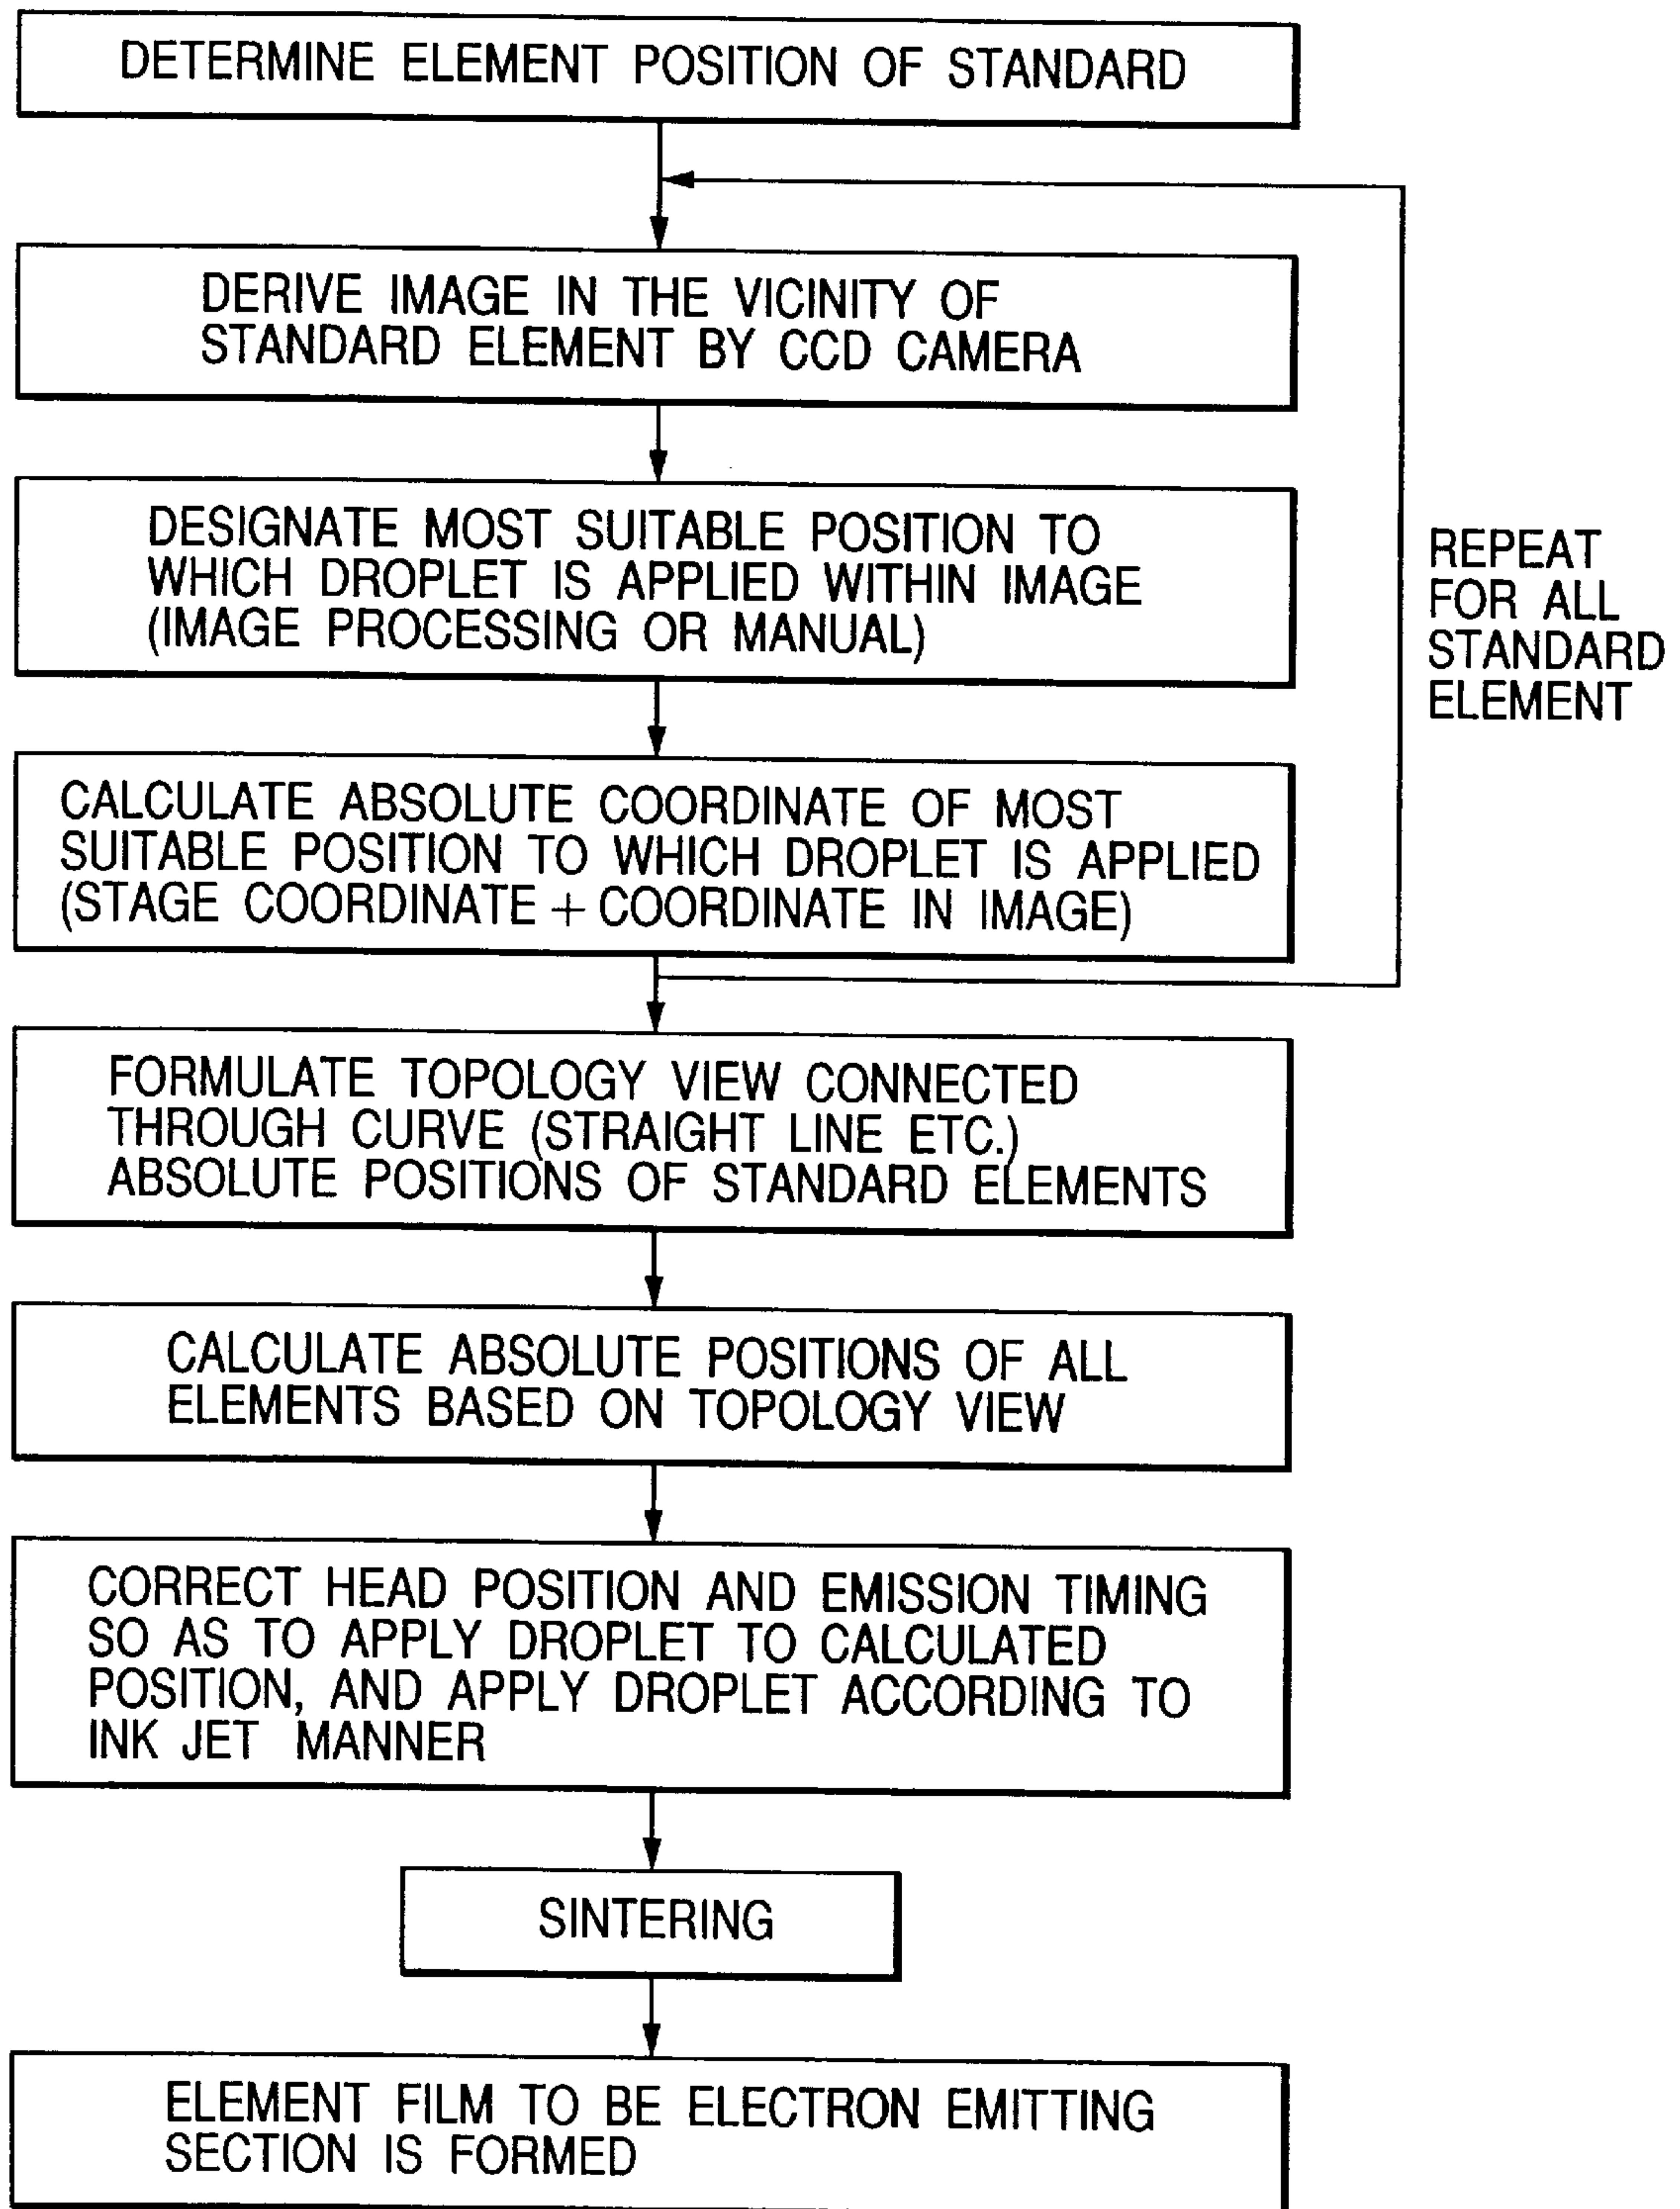 DETERMINE ELEMENT POSITION OF STANDARD
DERIVE IMAGE IN THE VICINITY OF
STANDARD ELEMENT BY CCD CAMERA
DESIGNATE MOST SUITABLE POSITION TO
WHICH DROPLET IS APPLIED WITHIN IMAGE
(IMAGE PROCESSING OR MANUAL)
REPEAT
FOR ALL
STANDARD
ELEMENT
CALCULATE ABSOLUTE COORDINATE OF MOST
SUITABLE POSITION TO WHICH DROPLET IS APPLIED
(STAGE COORDINATE + COORDINATE IN IMAGE)
FORMULATE TOPOLOGY VIEW CONNECTED
THROUGH CURVE (STRAIGHT LINE ETC.)
ABSOLUTE POSITIONS OF STANDARD ELEMENTS
CALCULATE ABSOLUTE POSITIONS OF ALL
ELEMENTS BASED ON TOPOLOGY VIEW
CORRECT HEAD POSITION AND EMISSION TIMING
SO AS TO APPLY DROPLET TO CALCULATED
POSITION, AND APPLY DROPLET ACCORDING TO
INK JET MANNER
SINTERING
ELEMENT FILM TO BE ELECTRON EMITTING
SECTION IS FORMED